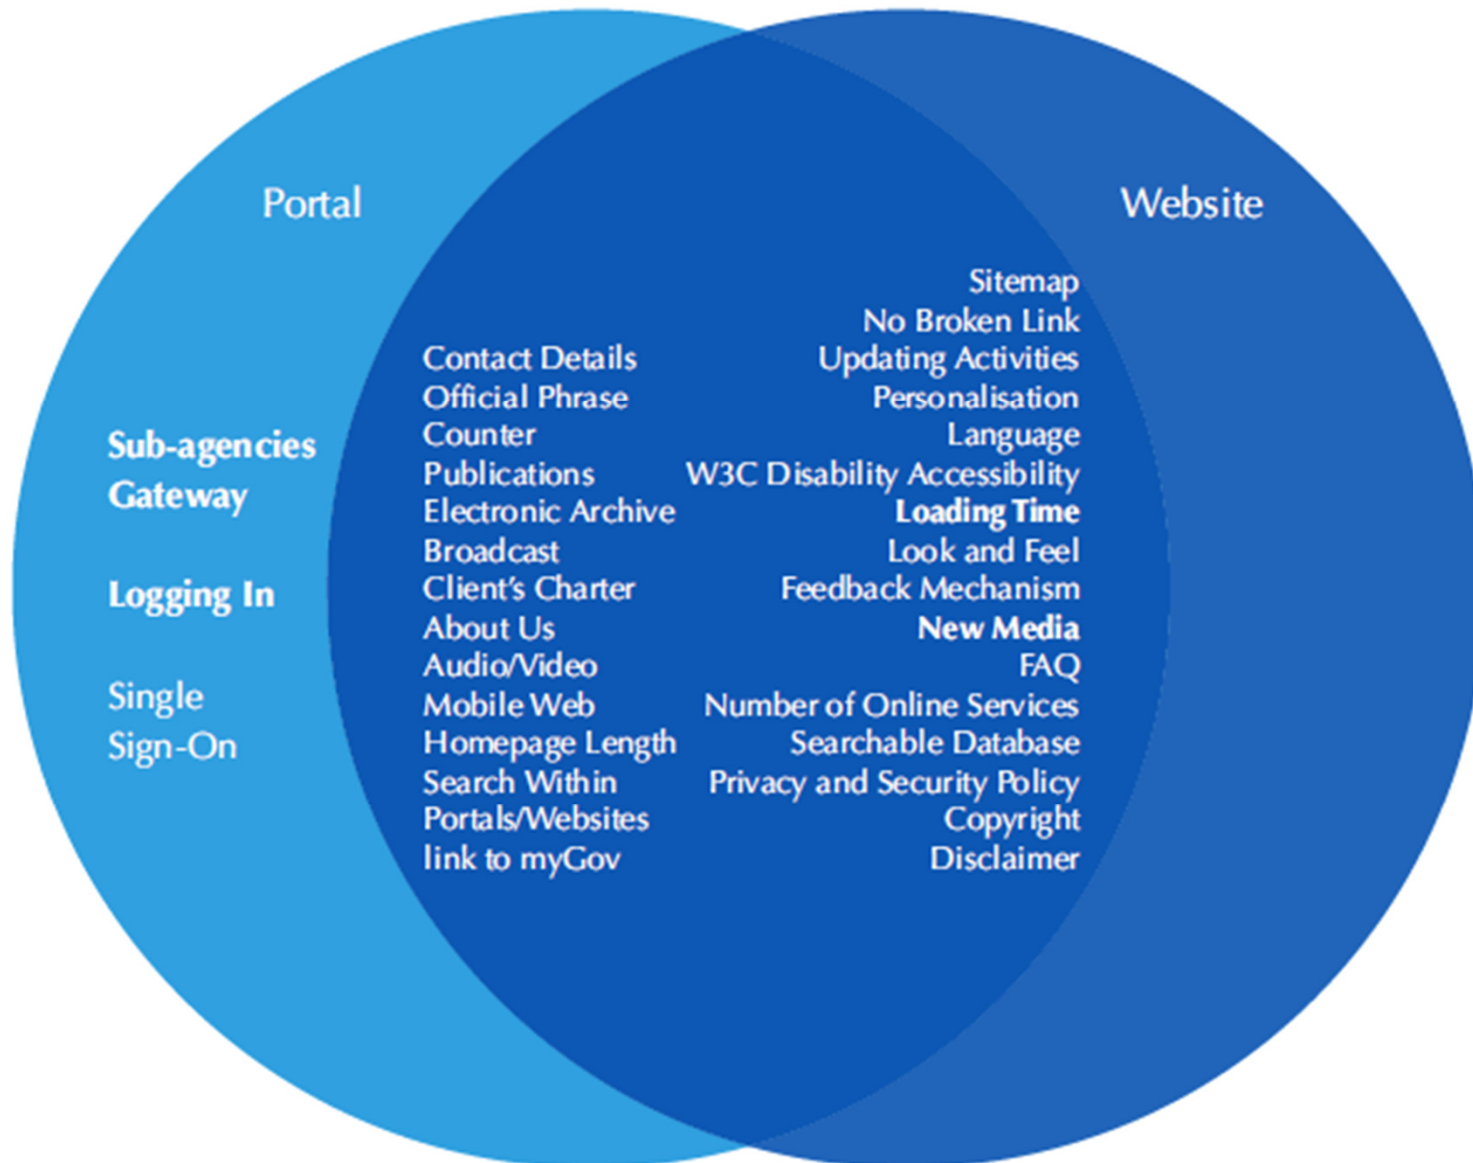 Portal
Website
Sub-agencies
Gateway
Logging In
Single
Sign-On
Contact Details
Official Phrase
Counter
Publications
Electronic Archive
Broadcast
Client's Charter
About Us
Audio/Video
Mobile Web
Homepage Length
Search Within
Portals/Websites
link to myGov
Sitemap
No Broken Link
Updating Activities
Personalisation
Language
W3C Disability Accessibility
Loading Time
Look and Feel
Feedback Mechanism
New Media
FAQ
Number of Online Services
Searchable Database
Privacy and Security Policy
Copyright
Disclaimer